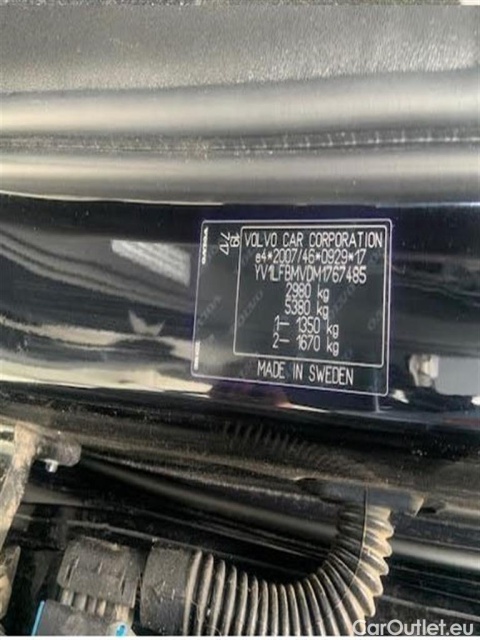 VOLVO CAR CORPORATION
e4*2007/46*0929*17
YV1LFBMVDM1767485
2980 kg
5380 kg
1- 1350 kg
2- 1670 kg
MADE IN SWEDEN
VOLVO
CarOutlet.eu